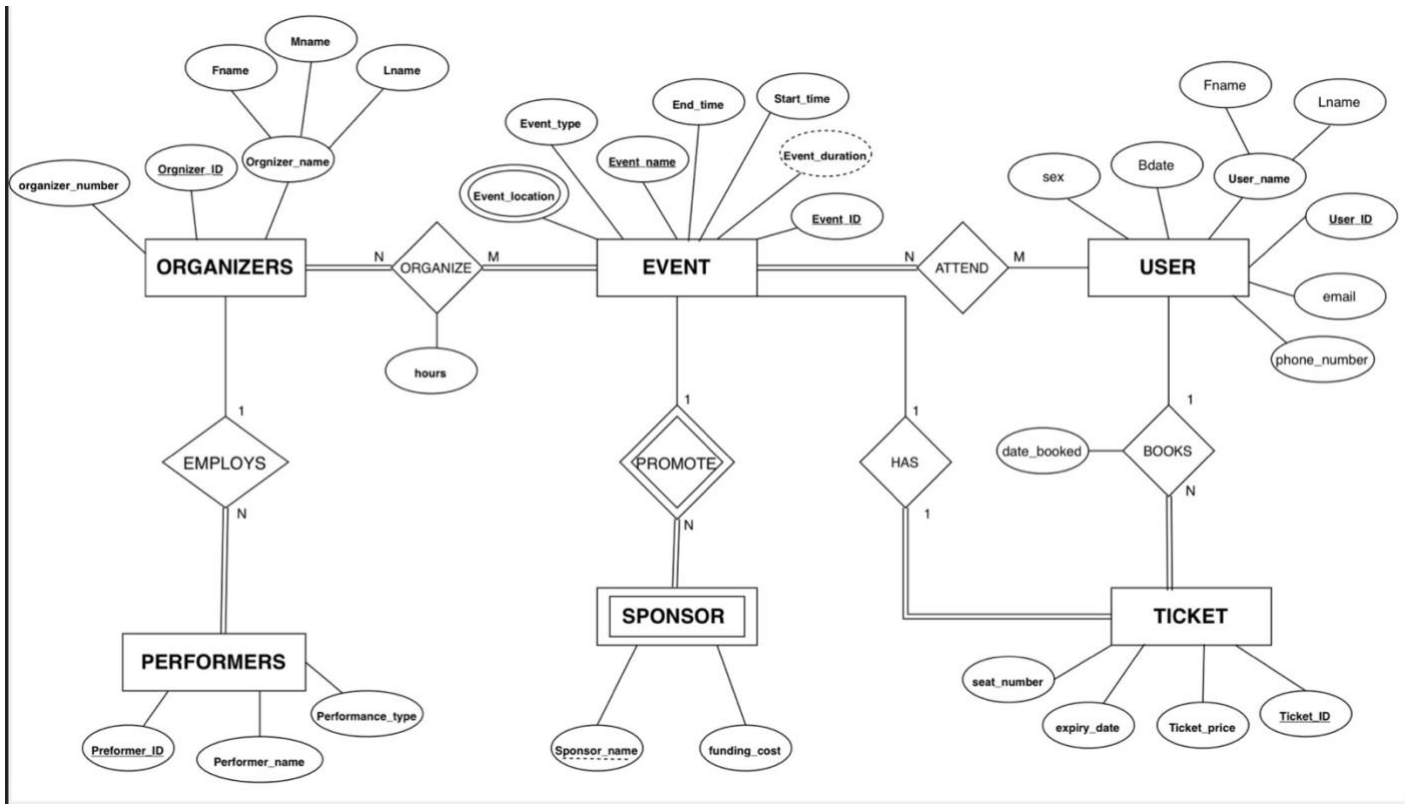 Mname
Fname
Lname
Orgnizer_name
Orgnizer_ID
organizer_number
End_time
Start_time
Event_type
Event_name
Event_duration
Event_location
Event_ID
Fname
Lname
sex
Bdate
User_name
User_ID
email
phone_number
ORGANIZERS
N
ORGANIZE
M
EVENT
N
ATTEND
M
USER
hours
1
EMPLOYS
N
1
PROMOTE
N
1
HAS
1
1
date_booked
BOOKS
N
PERFORMERS
SPONSOR
TICKET
Preformer_ID
Performer_name
Performance_type
Sponsor_name
funding_cost
seat_number
expiry_date
Ticket_price
Ticket_ID